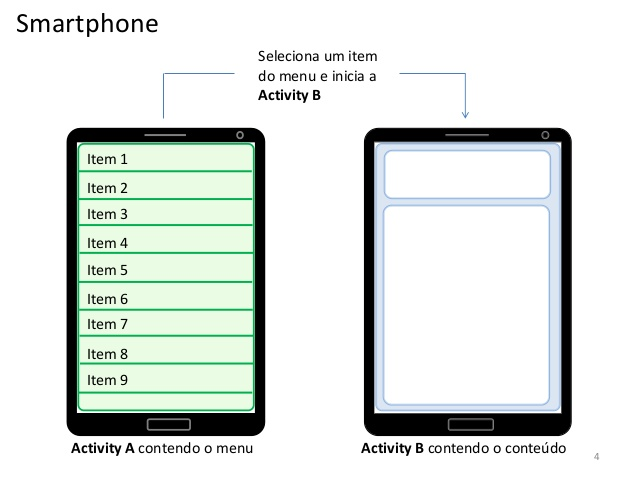 Smartphone
Seleciona um item
do menu e inicia a
Activity B
Item 1
Item 2
Item 3
Item 4
Item 5
Item 6
Item 7
Item 8
Item 9
Activity A contendo o menu
Activity B contendo o conteúdo
4